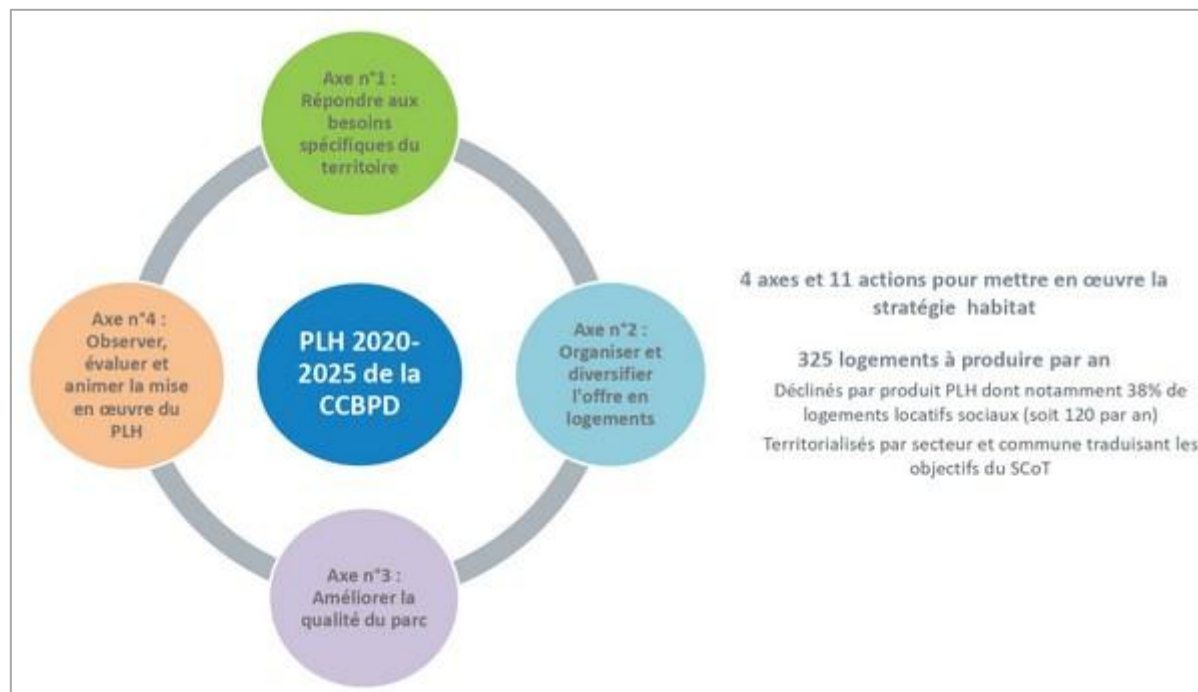 Axe n°1 :
Répondre aux
besoins
spécifiques du
territoire
Axe n°4 :
Observer,
évaluer et
animer la mise
en œuvre du
PLH
PLH 2020-
2025 de la
CCBPD
Axe n°2 :
Organiser et
diversifier
l'offre en
logements
Axe n°3 :
Améliorer la
qualité du parc
4 axes et 11 actions pour mettre en œuvre la
stratégie habitat
325 logements à produire par an
Déclinés par produit PLH dont notamment 38% de
logements locatifs sociaux (soit 120 par an)
Territorialisés par secteur et commune traduisant les
objectifs du SCoT